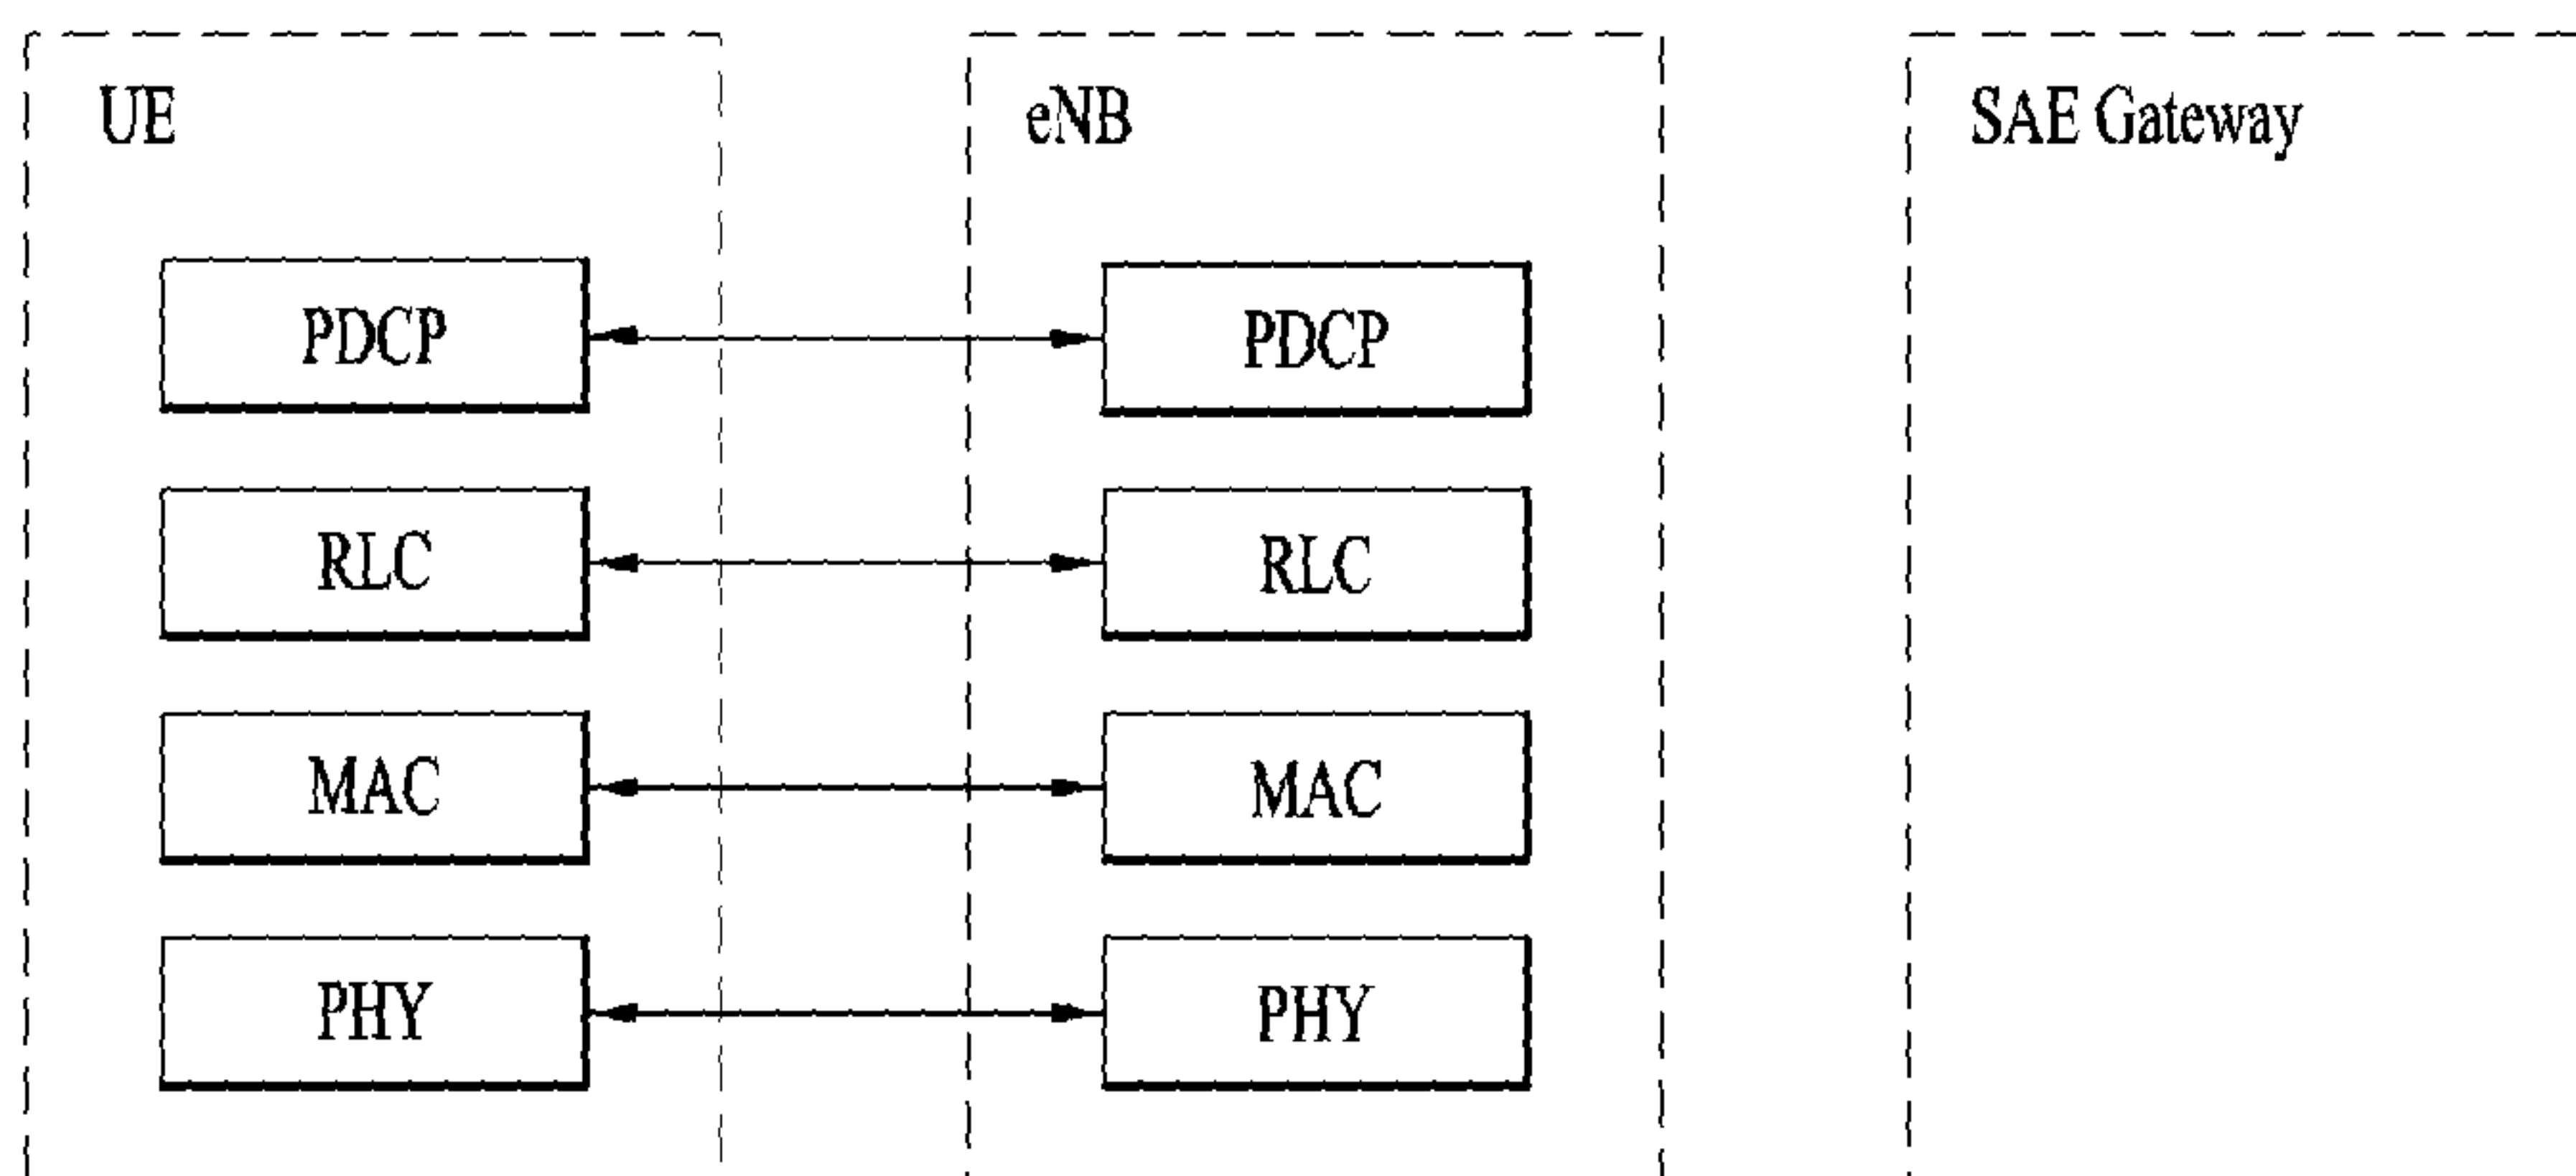 UE
eNB
SAE Gateway
PDCP
PDCP
RLC
RLC
MAC
MAC
PHY
PHY